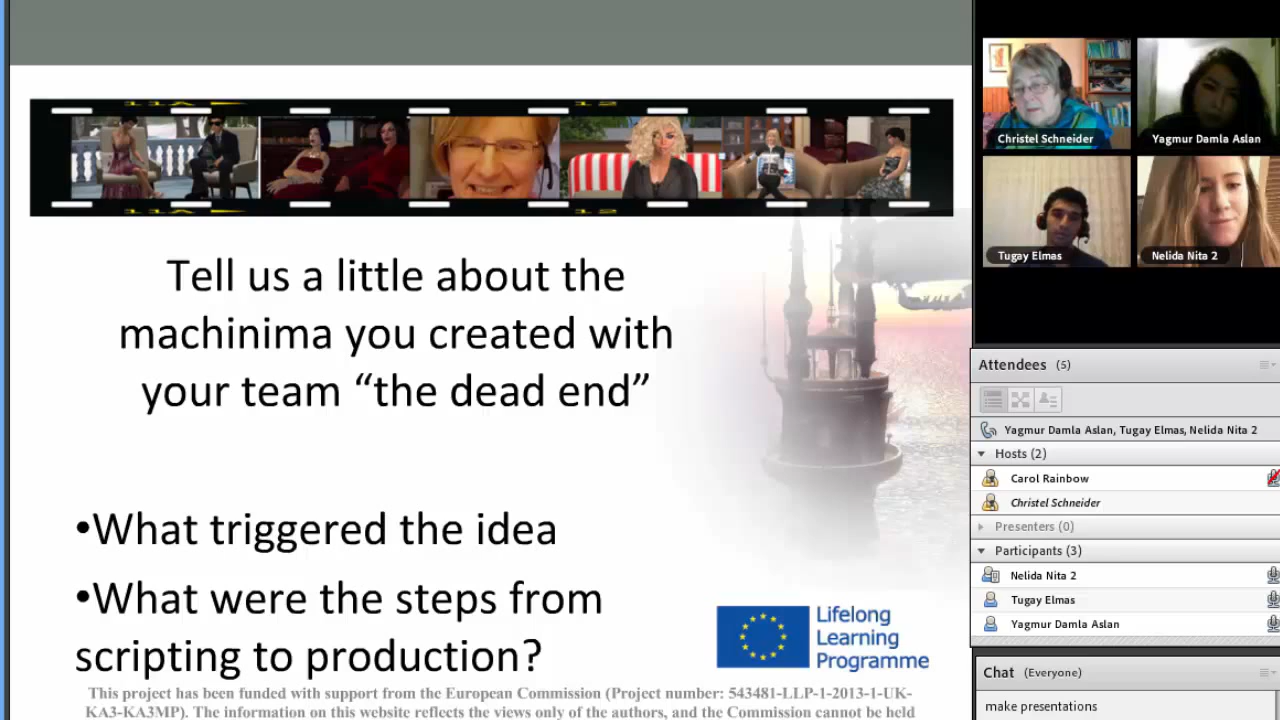 11A
12
11A
12
Tell us a little about the
machinima you created with
your team “the dead end”
•What triggered the idea
•What were the steps from
scripting to production?
Lifelong
Learning
Programme
This project has been funded with support from the European Commission (Project number: 543481-LLP-1-2013-1-UK-
KA3-KA3MP). The information on this website reflects the views only of the authors, and the Commission cannot be held
Christel Schneider
Yagmur Damla Aslan
Tugay Elmas
Nelida Nita 2
Attendees (5)
Yagmur Damla Aslan, Tugay Elmas, Nelida Nita 2
Hosts (2)
Carol Rainbow
Christel Schneider
Presenters (0)
Participants (3)
Nelida Nita 2
Tugay Elmas
Yagmur Damla Aslan
Chat (Everyone)
make presentations